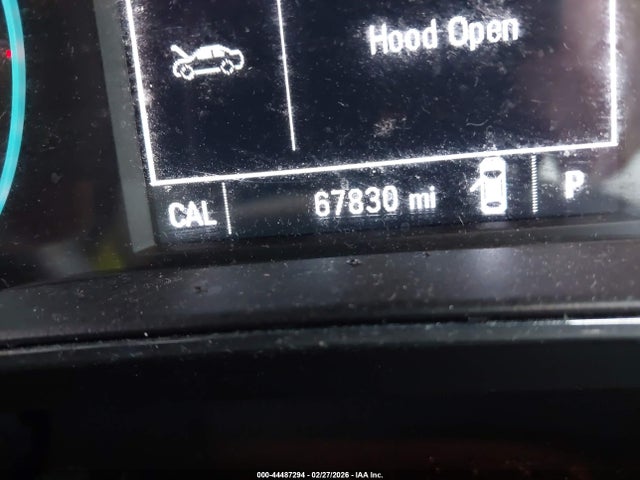 Hood Open
CAL 67830 mi P
000-44487294 - 02/27/2026 - IAA Inc.